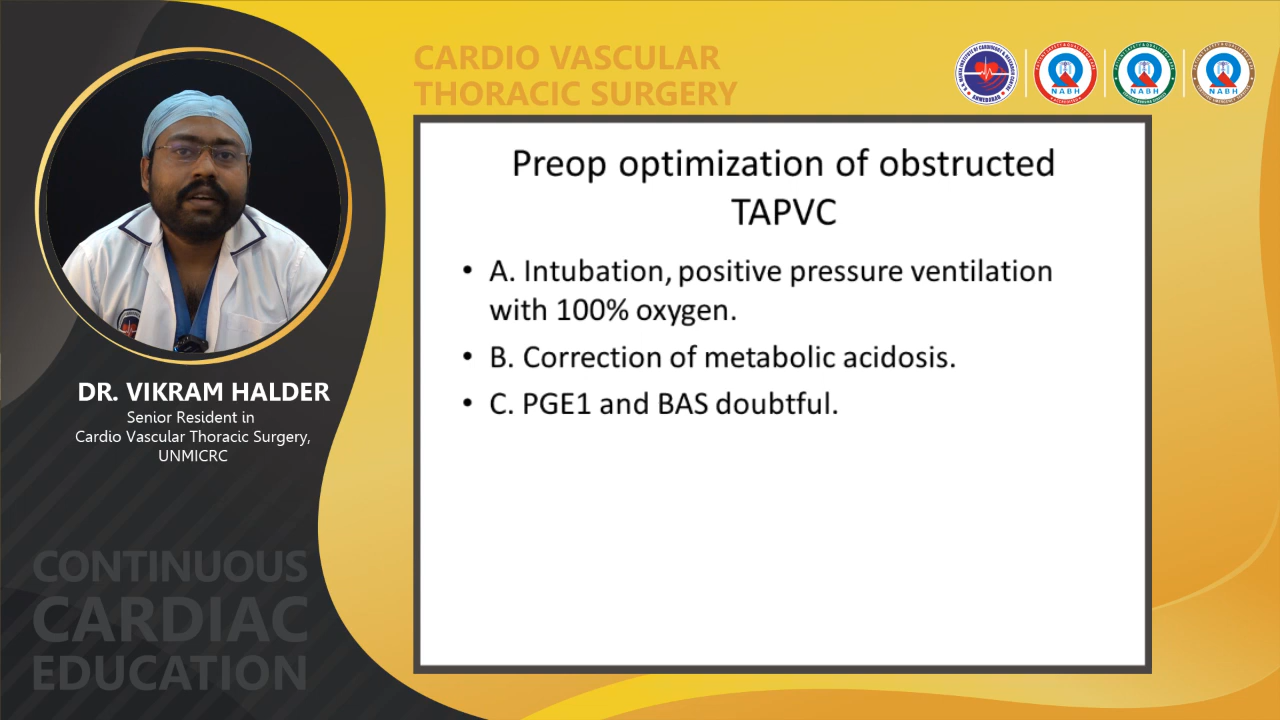 CARDIO VASCULAR
THORACIC SURGERY
NABH
NABH
NABH
Preop optimization of obstructed
TAPVC
• A. Intubation, positive pressure ventilation
with 100% oxygen.
• B. Correction of metabolic acidosis.
• C. PGE1 and BAS doubtful.
DR. VIKRAM HALDER
Senior Resident in
Cardio Vascular Thoracic Surgery,
UNMICRC
CONTINUOUS
CARDIAC
EDUCATION